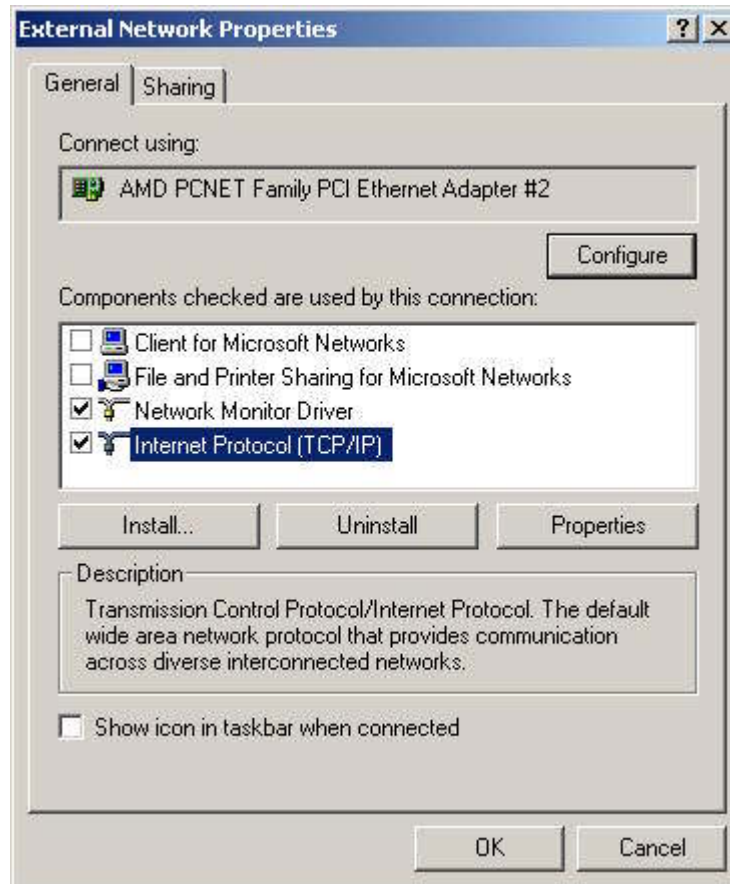 External Network Properties
General
Sharing
Connect using:
AMD PCNET Family PCI Ethernet Adapter #2
Configure
Components checked are used by this connection:
Client for Microsoft Networks
File and Printer Sharing for Microsoft Networks
Network Monitor Driver
Internet Protocol (TCP/IP)
Install...
Uninstall
Properties
Description
Transmission Control Protocol/Internet Protocol. The default
wide area network protocol that provides communication
across diverse interconnected networks.
Show icon in taskbar when connected
OK
Cancel